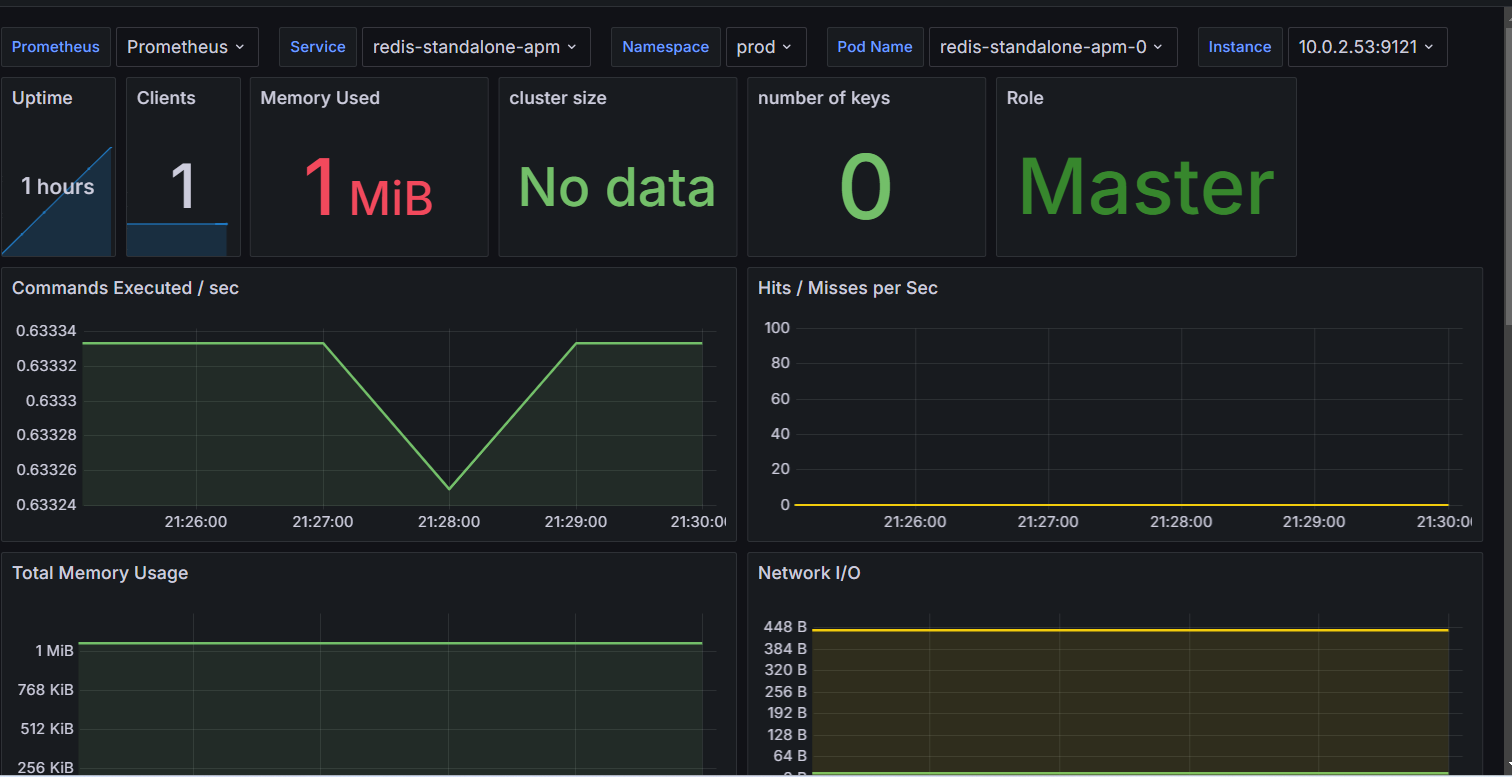 Prometheus Prometheus Service redis-standalone-apm Namespace prod Pod Name redis-standalone-apm-0 Instance 10.0.2.53:9121
Uptime Clients Memory Used cluster size number of keys Role
1 hours 1 1 MiB No data 0 Master
Commands Executed / sec
0.63334
0.63332
0.6333
0.63328
0.63326
0.63324
21:26:00 21:27:00 21:28:00 21:29:00 21:30:0
Hits / Misses per Sec
100
80
60
40
20
0
21:26:00 21:27:00 21:28:00 21:29:00 21:30:0
Total Memory Usage
1 MiB
768 KiB
512 KiB
256 KiB
Network I/O
448 B
384 B
320 B
256 B
192 B
128 B
64 B
0 B